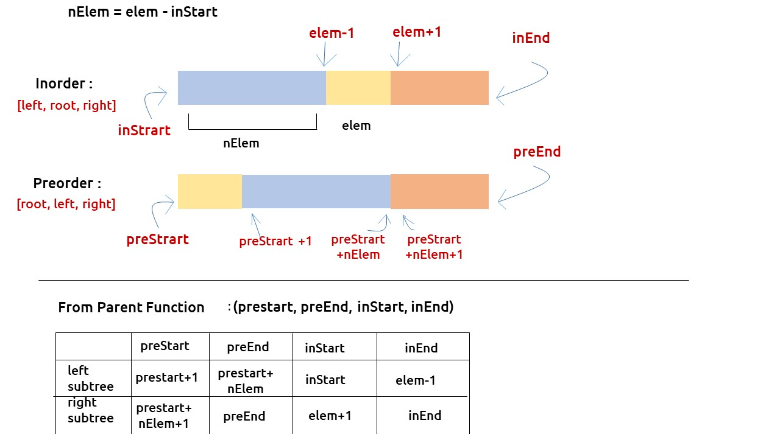 nElem = elem - inStart
elem-1
elem+1
inEnd
Inorder :
[left, root, right]
inStrart
nElem
elem
preEnd
Preorder :
[root, left, right]
preStrart
preStrart +1
preStrart
+nElem
preStrart
+nElem+1
From Parent Function : (prestart, preEnd, inStart, inEnd)
preStart preEnd inStart inEnd
left
subtree
prestart+1
prestart+
nElem
inStart
elem-1
right
subtree
prestart+
nElem+1
preEnd
elem+1
inEnd